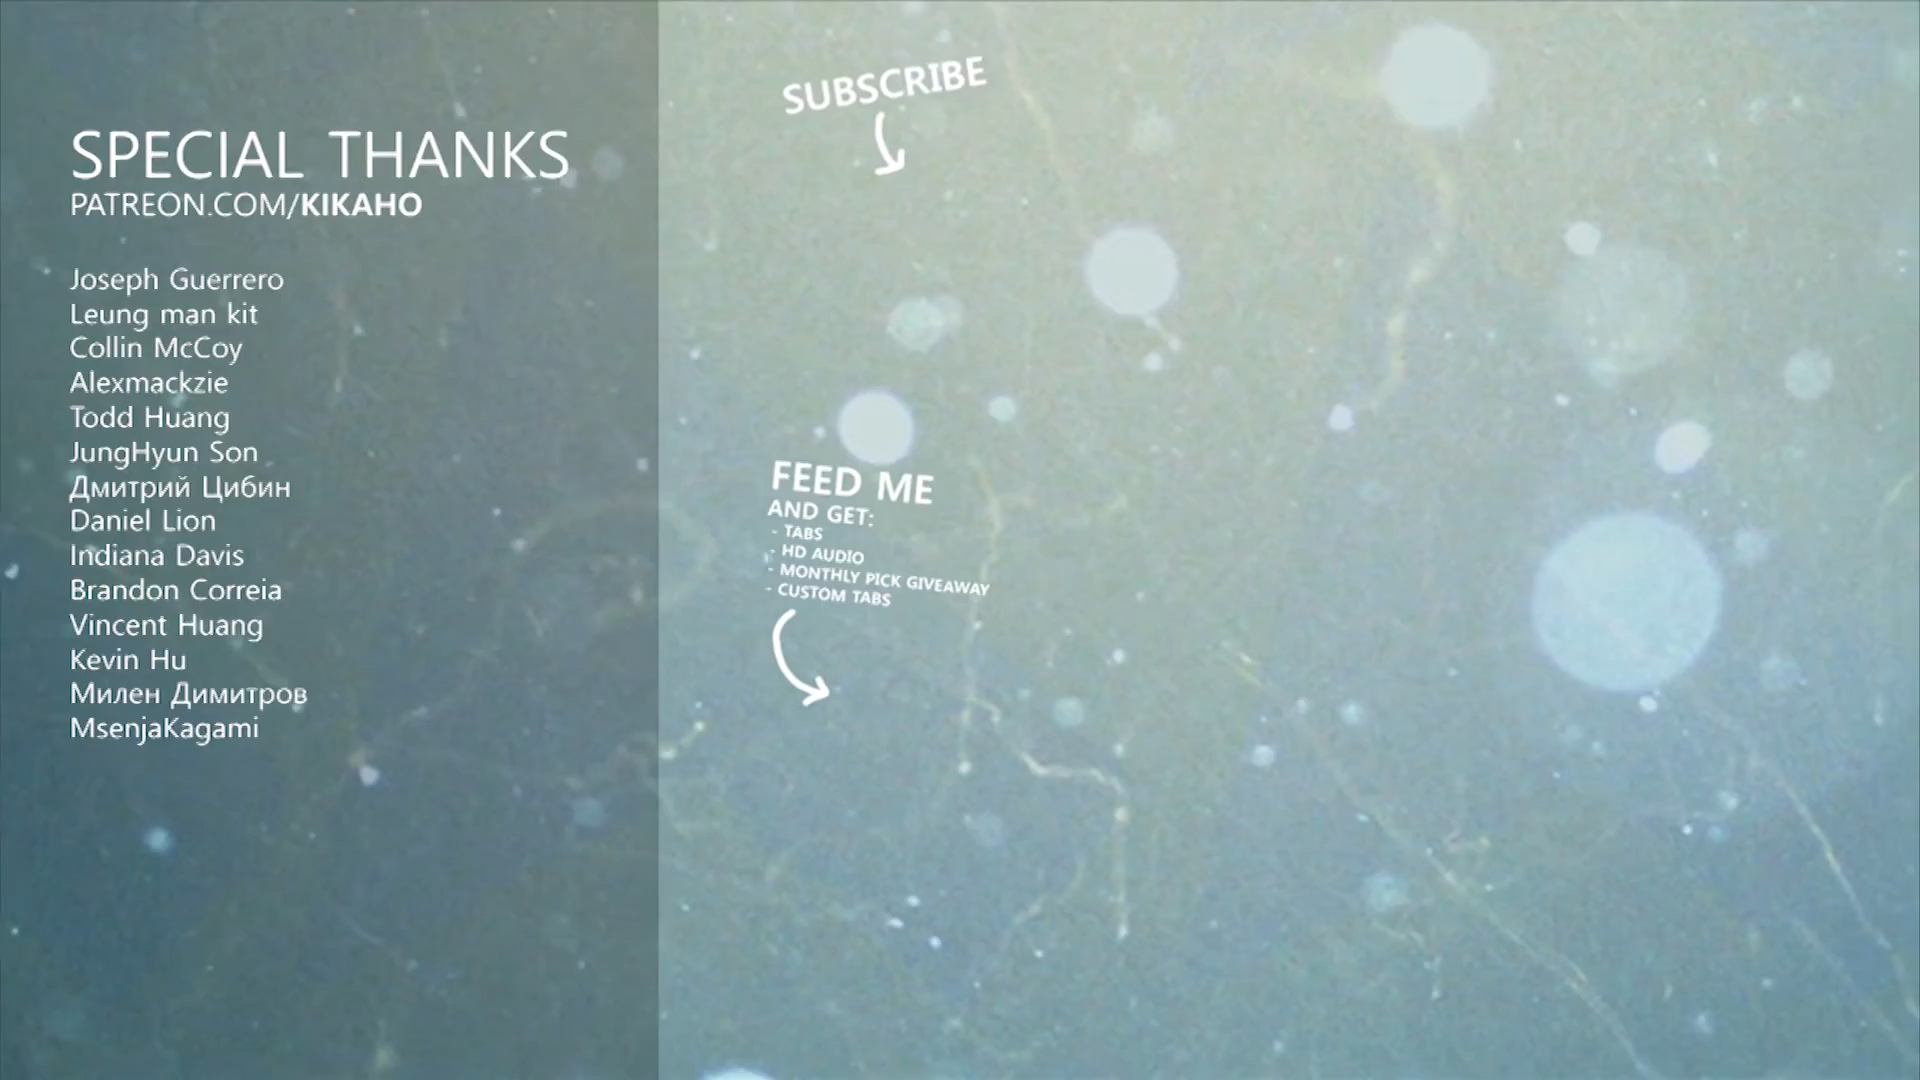 SPECIAL THANKS
PATREON.COM/KIKAHO
Joseph Guerrero
Leung man kit
Collin McCoy
Alexmackzie
Todd Huang
JungHyun Son
Дмитрий Цибин
Daniel Lion
Indiana Davis
Brandon Correia
Vincent Huang
Kevin Hu
Милен Димитров
MsenjaKagami
SUBSCRIBE
FEED ME
AND GET:
- TABS
- HD AUDIO
- MONTHLY PICK GIVEAWAY
- CUSTOM TABS